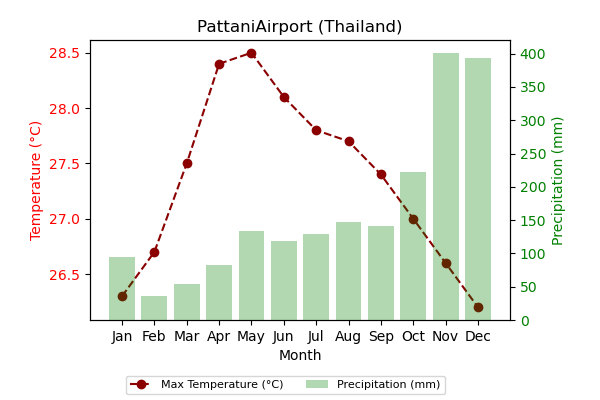 PattaniAirport (Thailand)
28.5
28.0
27.5
27.0
26.5
Temperature (°C)
400
350
300
250
200
150
100
50
0
Precipitation (mm)
Jan Feb Mar Apr May Jun Jul Aug Sep Oct Nov Dec
Month
Max Temperature (°C) Precipitation (mm)